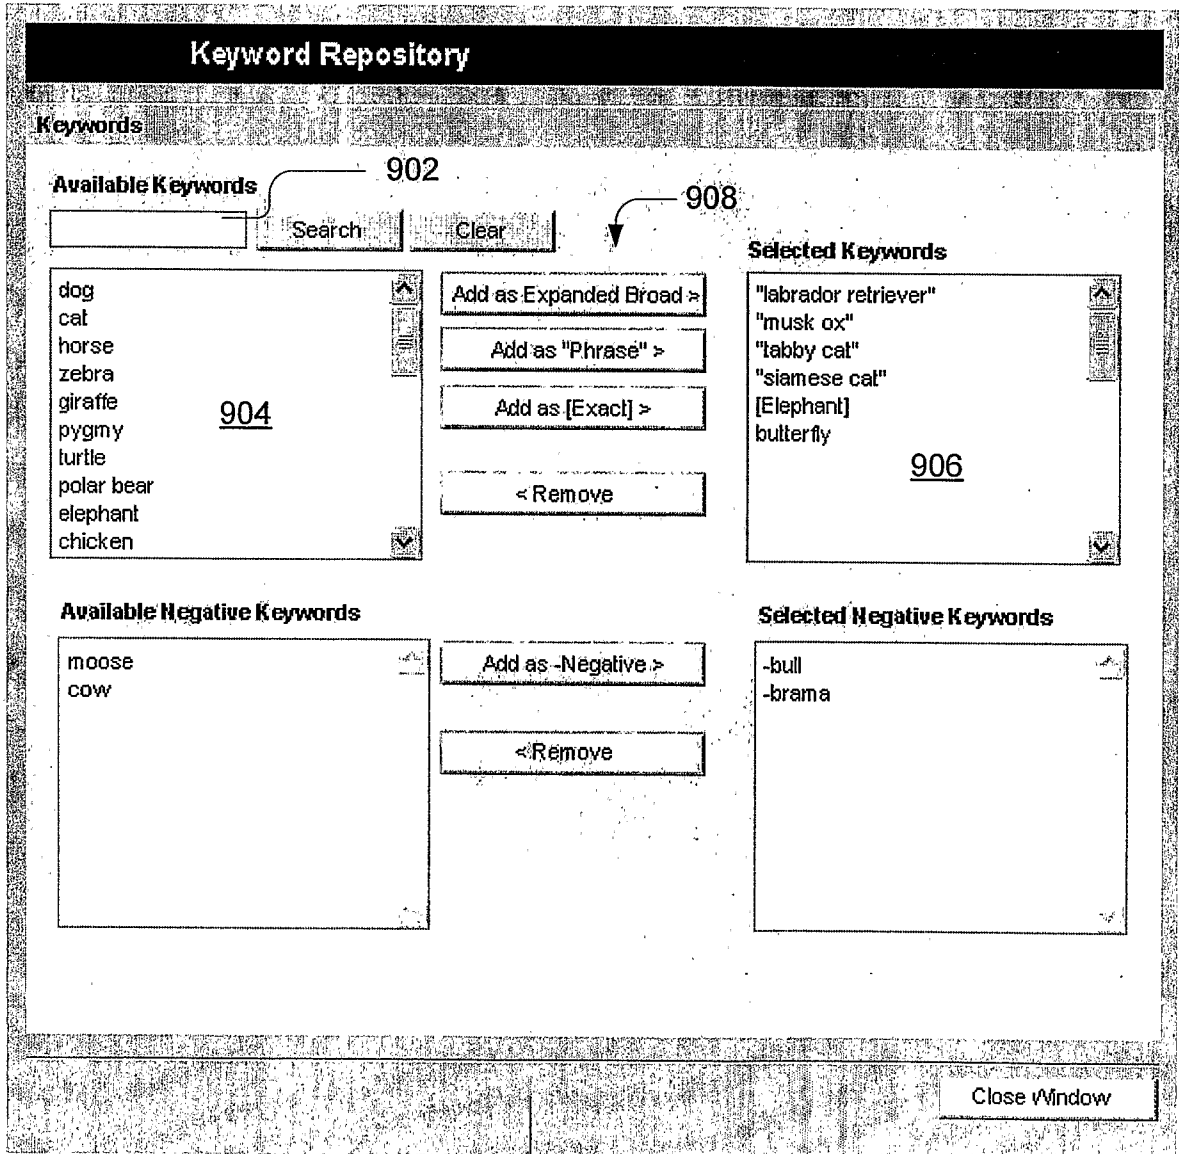 Keyword Repository
Keywords
Available Keywords
902
908
Search
Clear
Selected Keywords
dog
cat
horse
zebra
giraffe
pygmy
turtle
polar bear
elephant
chicken
904
Add as Expanded Broad >
Add as "Phrase" >
Add as [Exact] >
< Remove
"labrador retriever"
"musk ox"
"tabby cat"
"siamese cat"
[Elephant]
butterfly
906
Available Negative Keywords
Selected Negative Keywords
moose
cow
Add as -Negative >
< Remove
-bull
-brama
Close Window